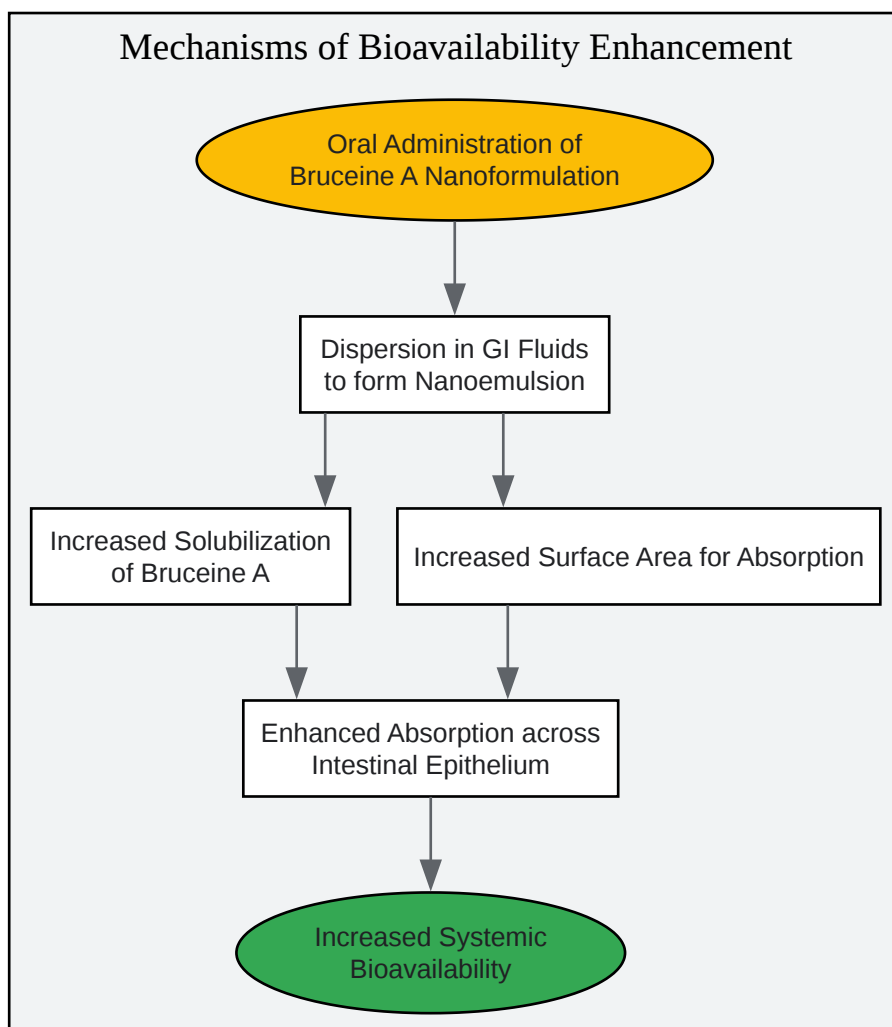 Mechanisms of Bioavailability Enhancement
Oral Administration of
Bruceine A Nanoformulation
Dispersion in GI Fluids
to form Nanoemulsion
Increased Solubilization
of Bruceine A
Increased Surface Area for Absorption
Enhanced Absorption across
Intestinal Epithelium
Increased Systemic
Bioavailability